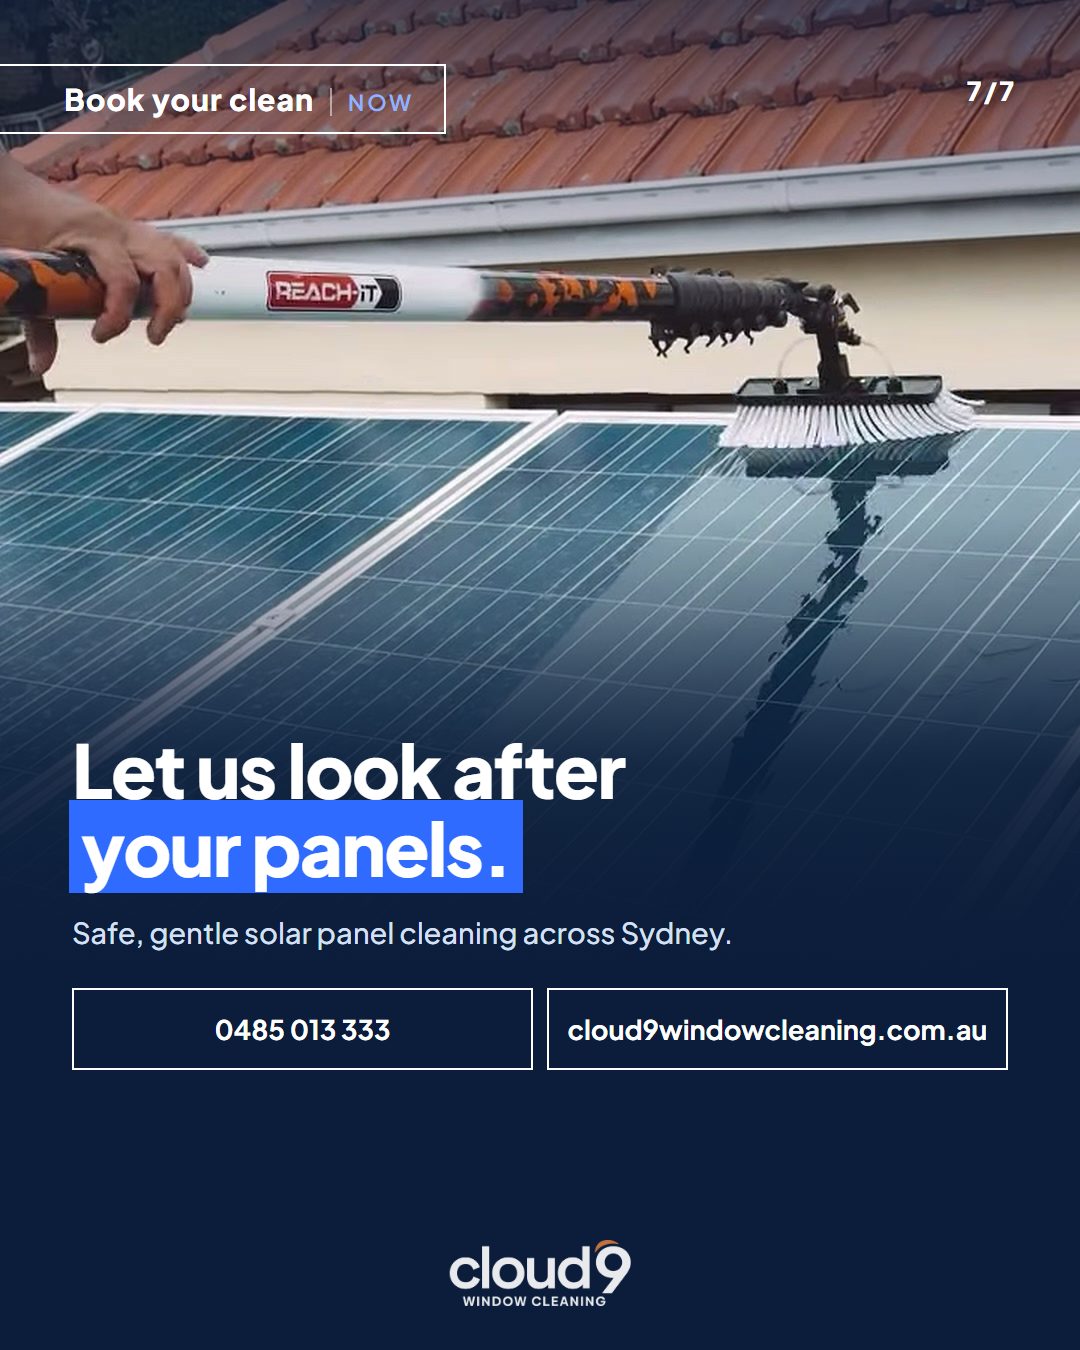 Book your clean | NOW
7/7
REACH-iT
Let us look after
your panels.
Safe, gentle solar panel cleaning across Sydney.
0485 013 333
cloud9windowcleaning.com.au
cloud9
WINDOW CLEANING